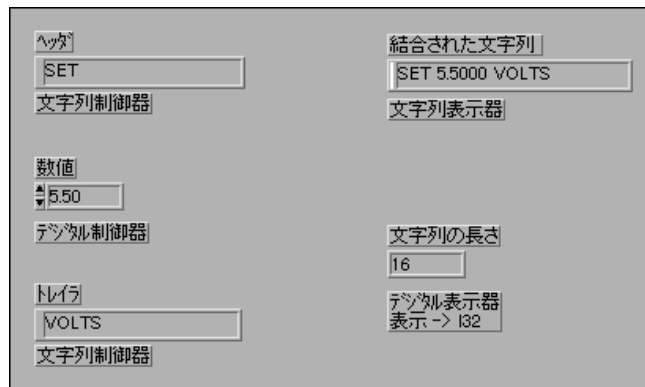 ヘッダ
SET
文字列制御器
数値
5.50
デジタル制御器
トレイラ
VOLTS
文字列制御器
結合された文字列
SET 5.5000 VOLTS
文字列表示器
文字列の長さ
16
デジタル表示器
表示 -> I32